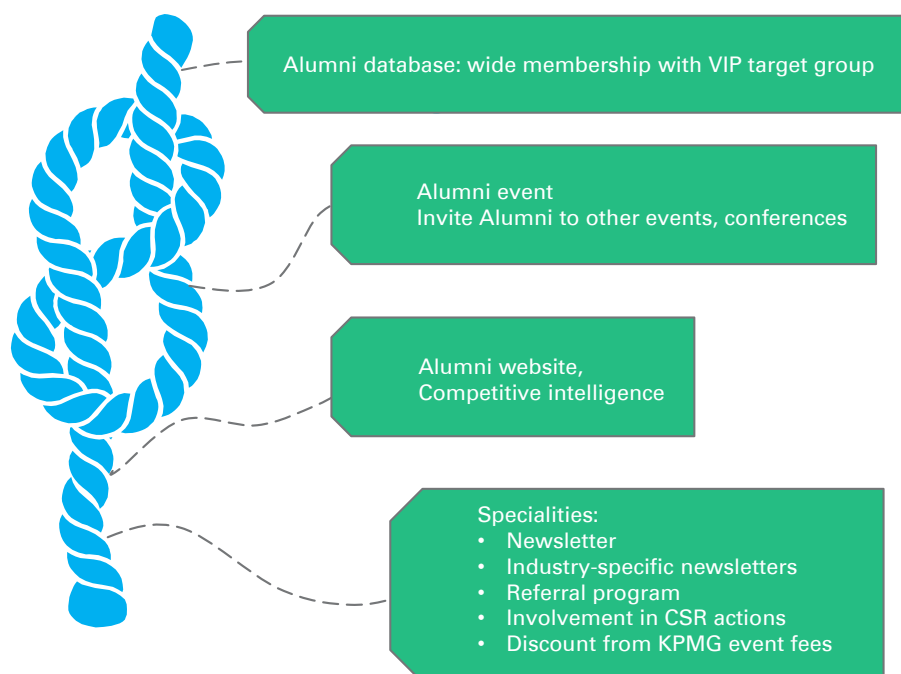 Alumni database: wide membership with VIP target group
Alumni event
Invite Alumni to other events, conferences
Alumni website,
Competitive intelligence
Specialities:
• Newsletter
• Industry-specific newsletters
• Referral program
• Involvement in CSR actions
• Discount from KPMG event fees